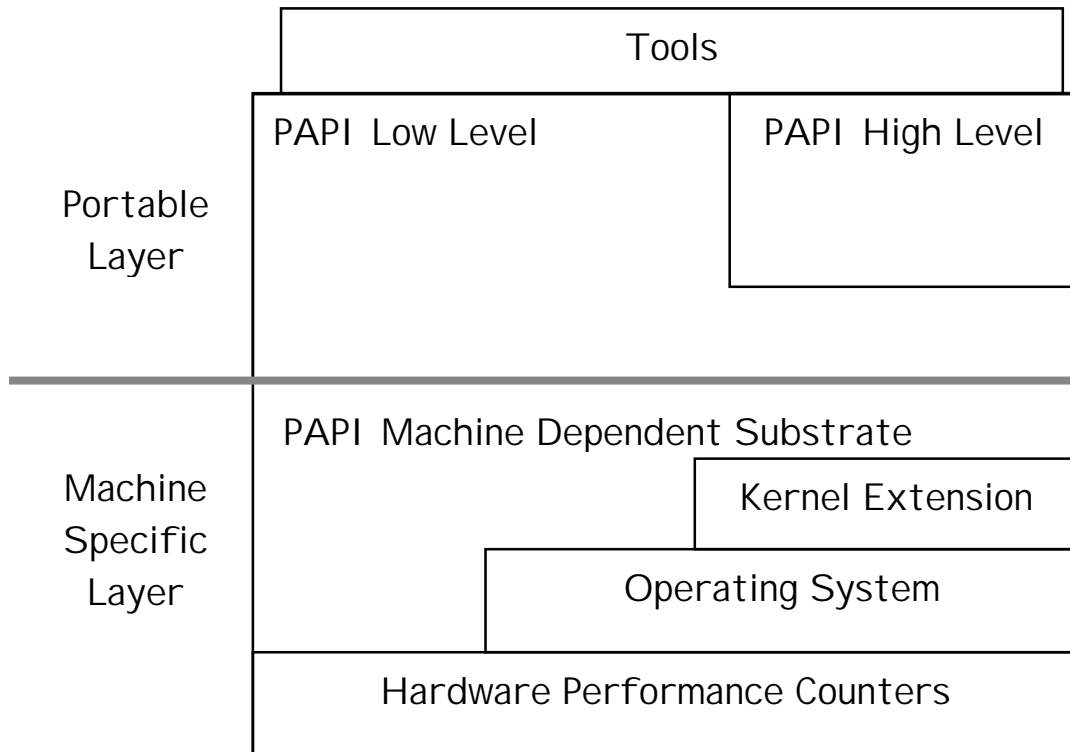 Tools
PAPI Low Level
PAPI High Level
Portable
Layer
PAPI Machine Dependent Substrate
Kernel Extension
Machine
Specific
Layer
Operating System
Hardware Performance Counters